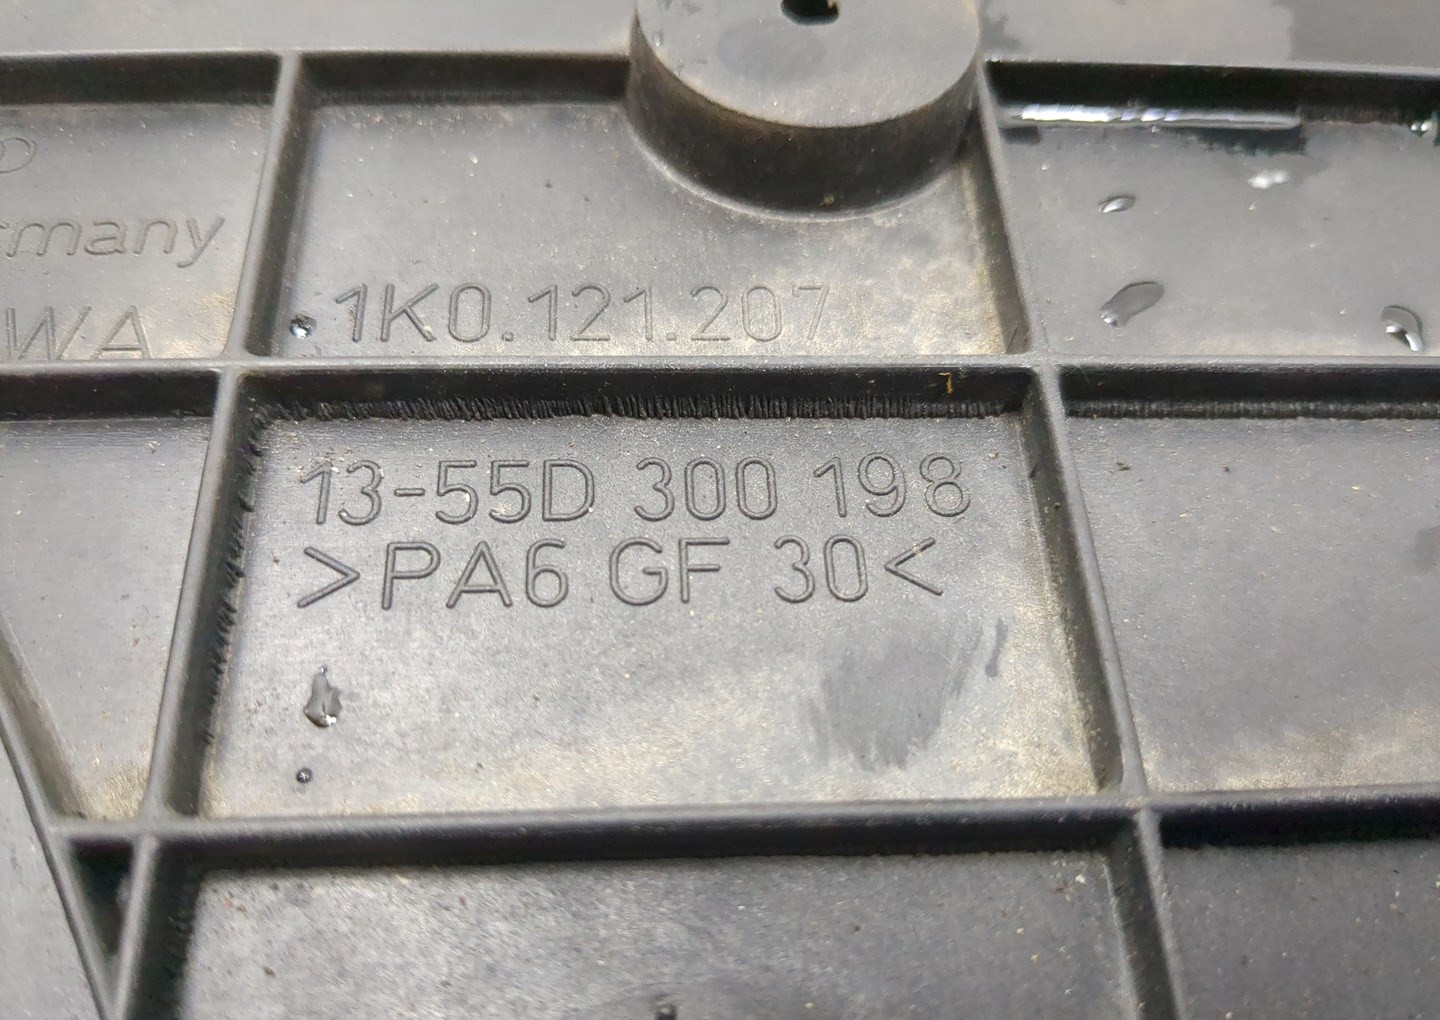 1K0.121.207
13-55D 300 198
>PA6 GF 30<
rmany
WA